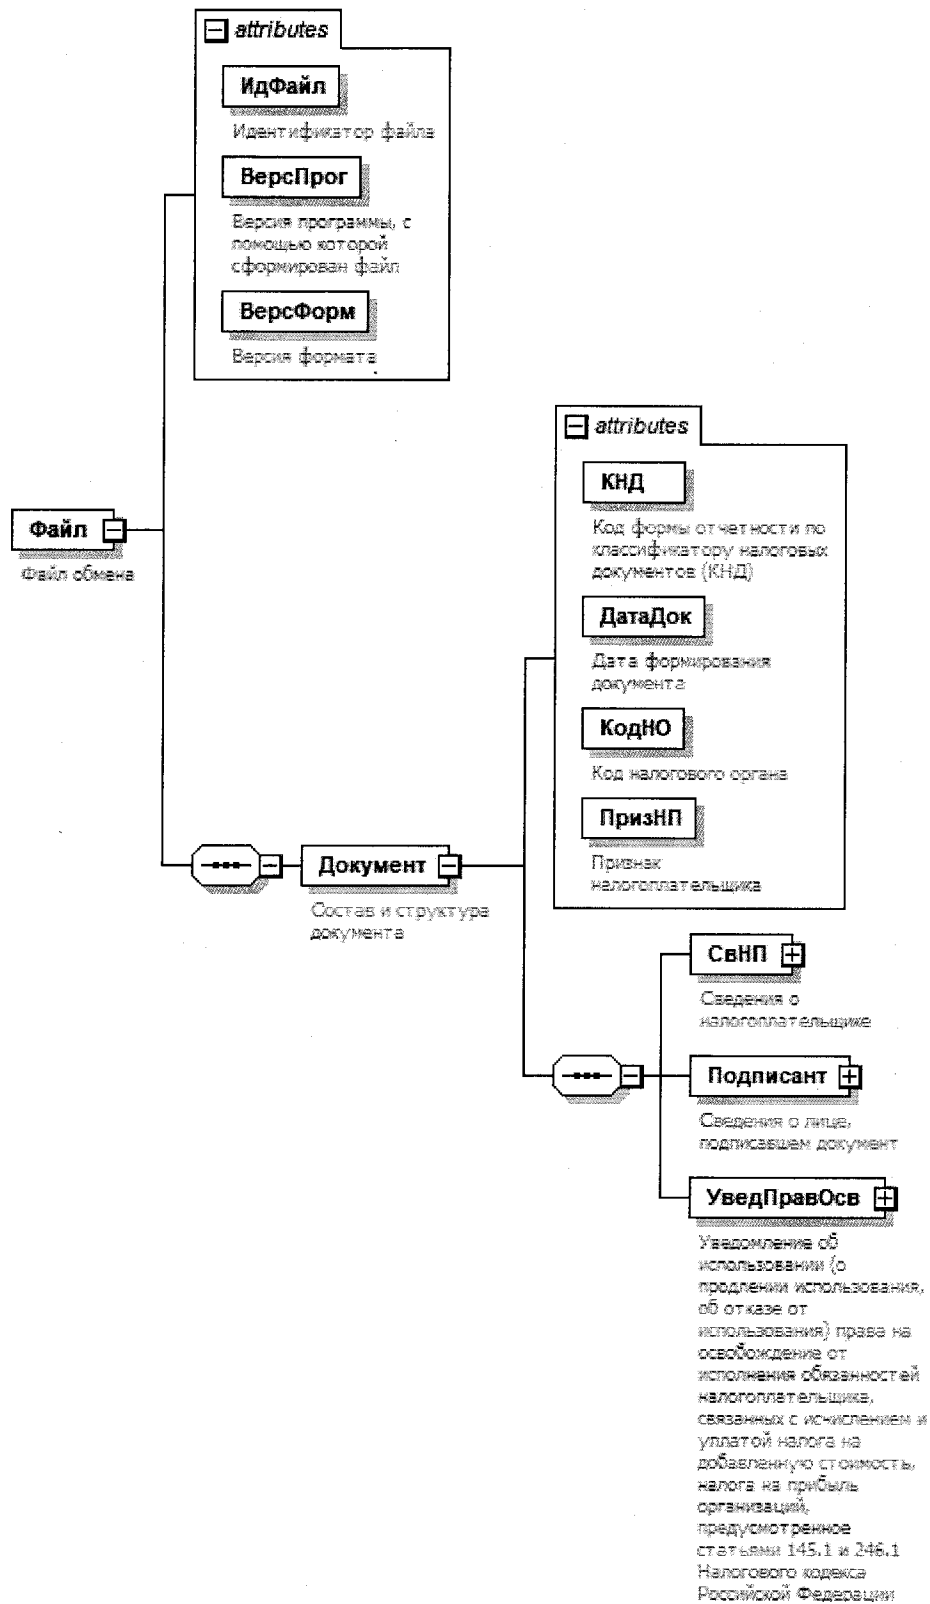 attributes
ИдФайл
Идентификатор файла
ВерсПрог
Версия программы, с
помощью которой
сформирован файл
ВерсФорм
Версия формата
Файл
Файл обмена
attributes
КНД
Код формы отчетности по
классификатору налоговых
документов (КНД)
ДатаДок
Дата формирования
документа
КодНО
Код налогового органа
ПризНП
Признак
налогоплательщика
Документ
Состав и структура
документа
СвНП
Сведения о
налогоплательщике
Подписант
Сведения о лице,
подписавшем документ
УведПравОсв
Уведомление об
использовании (о
продлении использования,
об отказе от
использования) права на
освобождение от
исполнения обязанностей
налогоплательщика,
связанных с исчислением и
уплатой налога на
добавленную стоимость,
налога на прибыль
организаций,
предусмотренное
статьями 145.1 и 246.1
Налогового кодекса
Российской Федерации